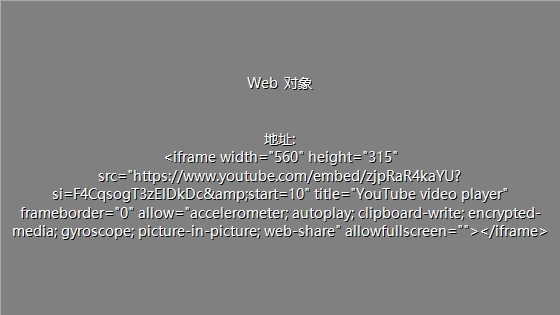 Web 对象
地址:
<iframe width="560" height="315"
src="https://www.youtube.com/embed/zjpRaR4kaYU?
si=F4CqsogT3zEIDkDc&amp;start=10" title="YouTube video player"
frameborder="0" allow="accelerometer; autoplay; clipboard-write; encrypted-
media; gyroscope; picture-in-picture; web-share" allowfullscreen=""></iframe>